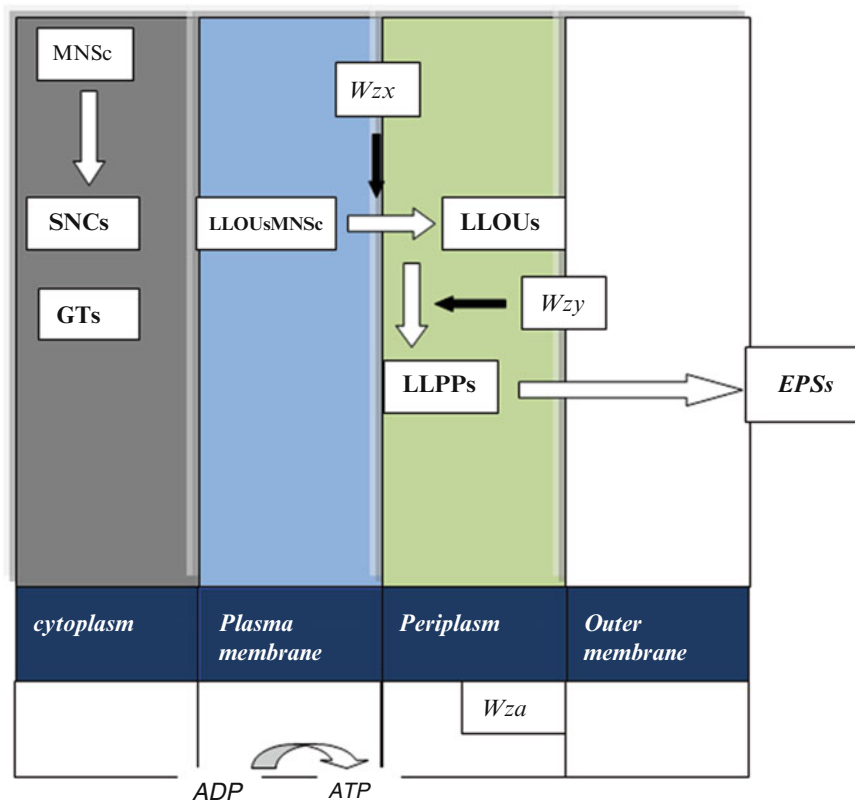 MNSc
Wzx
SNCs
LLOUsMNSc
LLOUs
GTs
Wzy
LLPPs
EPSs
cytoplasm
Plasma
membrane
Periplasm
Outer
membrane
Wza
ADP
ATP